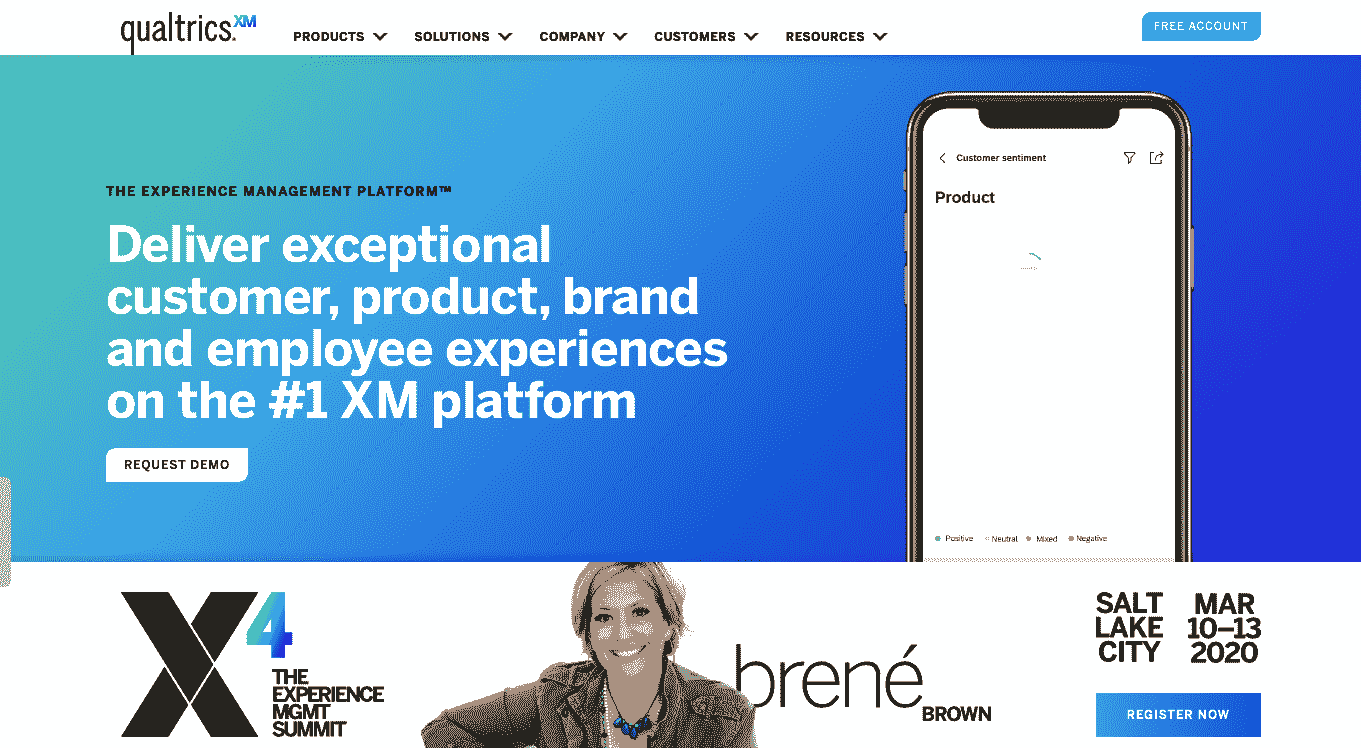 qualtrics.XM
PRODUCTS
SOLUTIONS
COMPANY
CUSTOMERS
RESOURCES
FREE ACCOUNT
THE EXPERIENCE MANAGEMENT PLATFORM™
Deliver exceptional
customer, product, brand
and employee experiences
on the #1 XM platform
REQUEST DEMO
Customer sentiment
Product
Positive
Neutral
Mixed
Negative
X4
THE
EXPERIENCE
MGMT
SUMMIT
brené
BROWN
SALT
LAKE
CITY
MAR
10–13
2020
REGISTER NOW